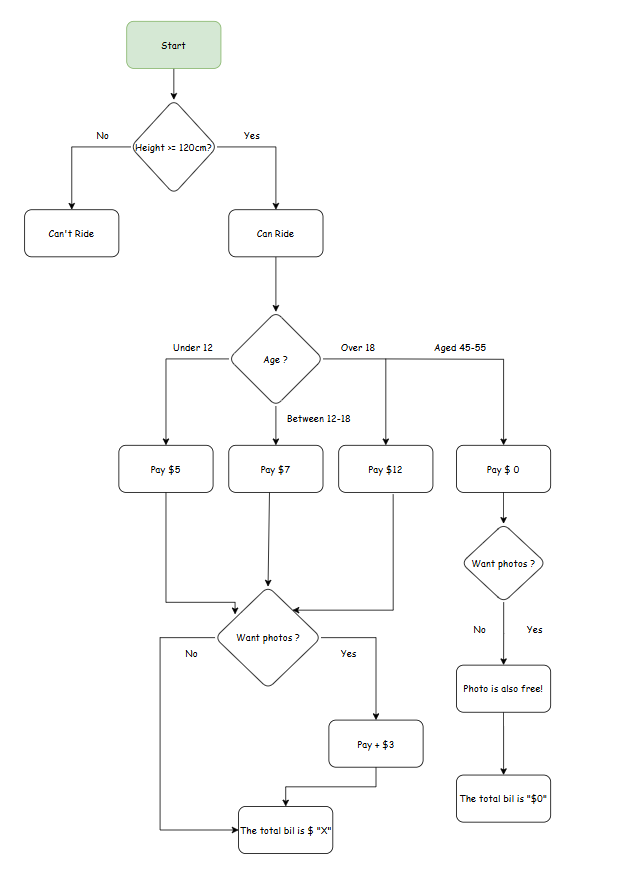 Start
No
Yes
Height >= 120cm?
Can't Ride
Can Ride
Under 12
Over 18
Aged 45-55
Age ?
Between 12-18
Pay $5
Pay $7
Pay $12
Pay $ 0
Want photos ?
No
Yes
Want photos ?
No
Yes
Photo is also free!
Pay + $3
The total bil is "$0"
The total bil is $ "X"